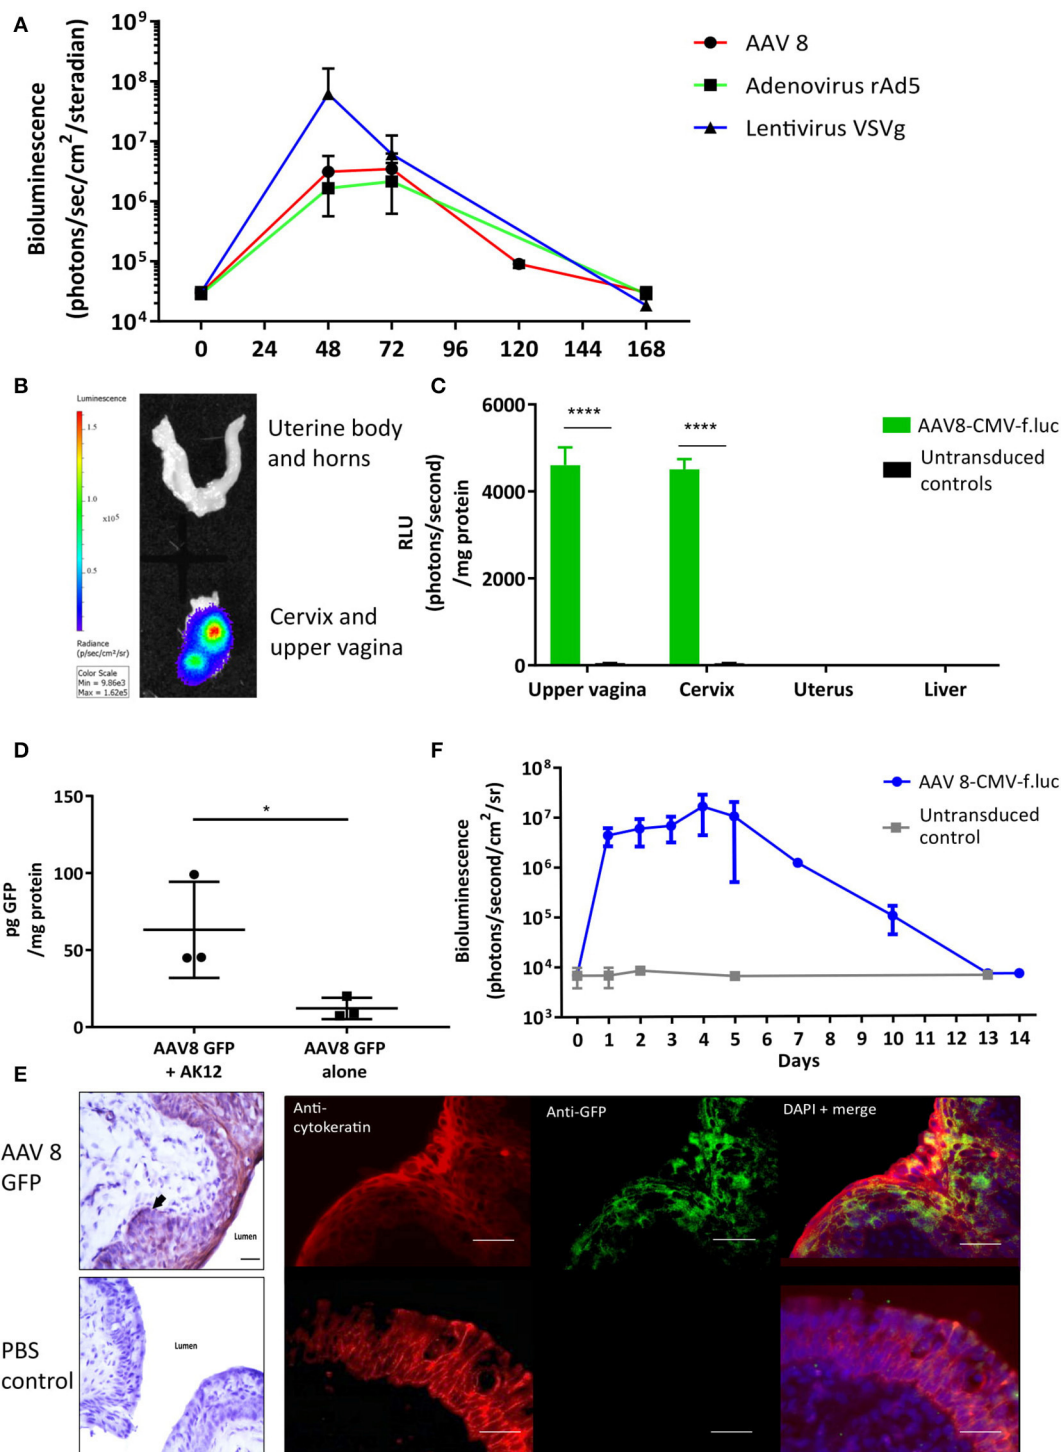 A
Bioluminescence
(photons/sec/cm²/steradian)
10⁹
10⁸
10⁷
10⁶
10⁵
10⁴
0 24 48 72 96 120 144 168
AAV 8
Adenovirus rAd5
Lentivirus VSVg
B
Luminescence
1.5
1.0
x10⁵
0.5
Radiance
(p/sec/cm²/sr)
Color Scale
Min = 9.86e3
Max = 1.62e5
Uterine body
and horns
Cervix and
upper vagina
C
RLU
(photons/second)
/mg protein
6000
4000
2000
0
**** ****
Upper vagina Cervix Uterus Liver
AAV8-CMV-f.luc
Untransduced
controls
D
pg GFP
/mg protein
150
100
50
0
*
AAV8 GFP
+ AK12
AAV8 GFP
alone
F
Bioluminescence
(photons/second/cm²/sr)
10⁸
10⁷
10⁶
10⁵
10⁴
10³
0 1 2 3 4 5 7 10 13 14
Days
AAV 8-CMV-f.luc
Untransduced
control
E
AAV 8
GFP
Lumen
Anti-
cytokeratin
Anti-GFP
DAPI + merge
PBS
control
Lumen